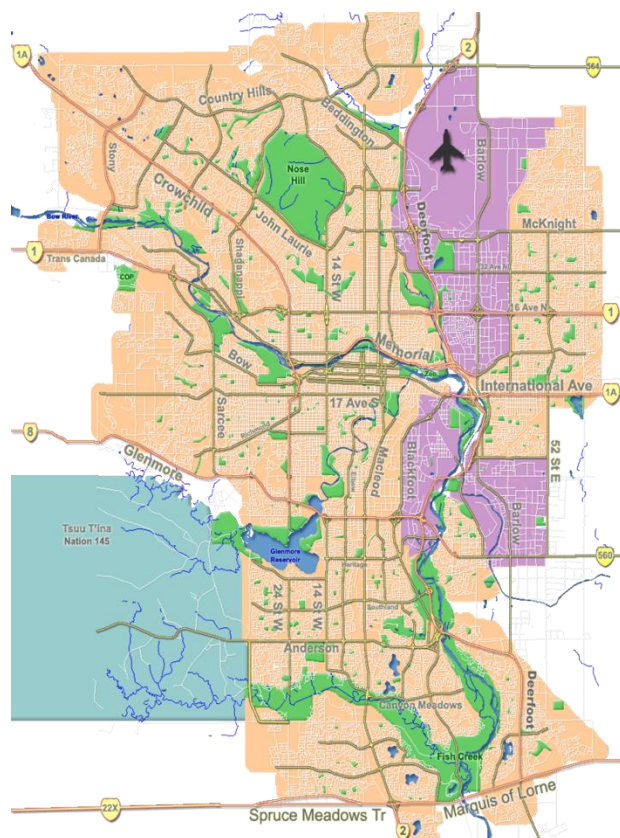 2
1A
564
Country Hills
Beddington
Barlow
Stony
Nose
Hill
Crowchild
Deerfoot
Bow River
John Laurie
McKnight
Shaganappi
1
Trans Canada
14 St W
32 Ave N
COP
16 Ave N
1
Memorial
Bow
Zoo
International Ave
1A
17 Ave S
Sarcee
8
Macleod
Blackfoot
52 St E
Glenmore
Barlow
Tsuu T'ina
Nation 145
Glenmore
Reservoir
560
Heritage
24 St W
14 St W
Southland
Anderson
Deerfoot
Canyon Meadows
Fish Creek
22X
Spruce Meadows Tr
Marquis of Lorne
2